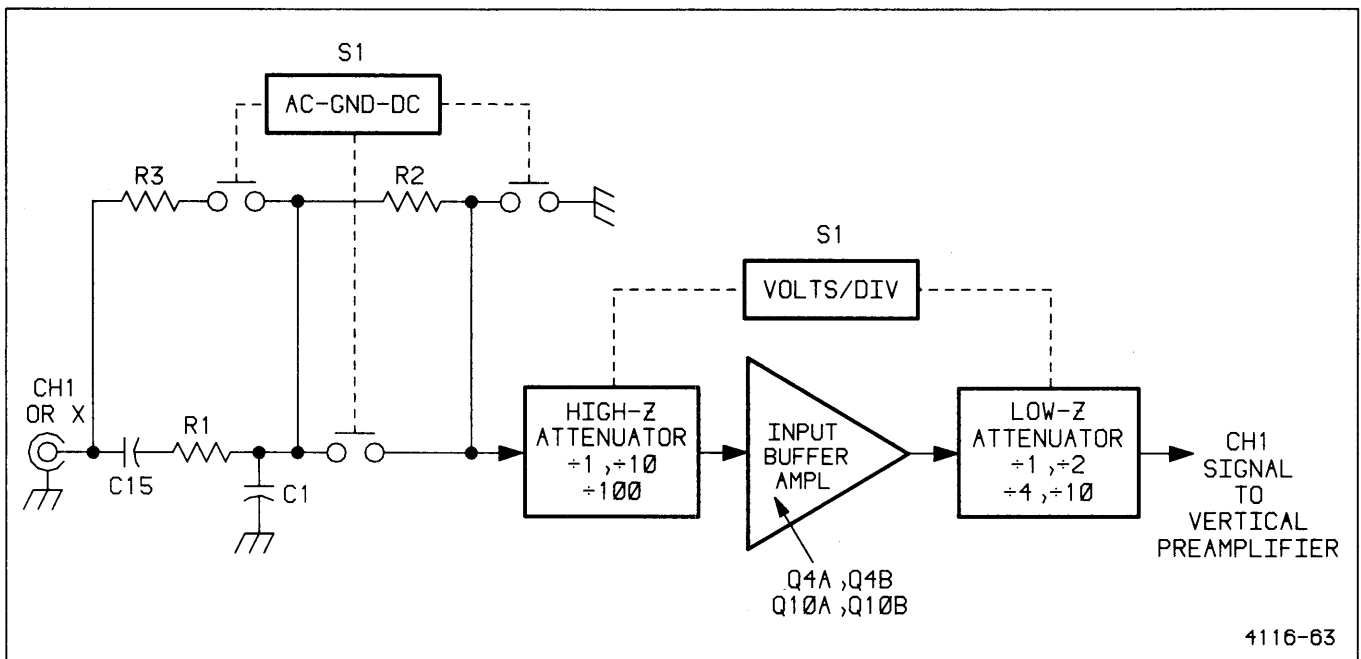 S1
AC-GND-DC
R3
R2
S1
VOLTS/DIV
CH1
OR X
R1
C15
C1
HIGH-Z
ATTENUATOR
÷1,÷10
÷100
INPUT
BUFFER
AMPL
LOW-Z
ATTENUATOR
÷1,÷2
÷4,÷10
CH1
SIGNAL
TO
VERTICAL
PREAMPLIFIER
Q4A,Q4B
Q10A,Q10B
4116-63